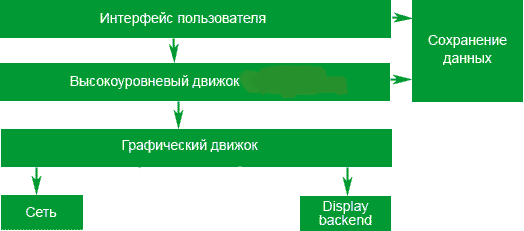 Интерфейс пользователя
Сохранение
данных
Высокоуровневый движок
Графический движок
Сеть
Display
backend